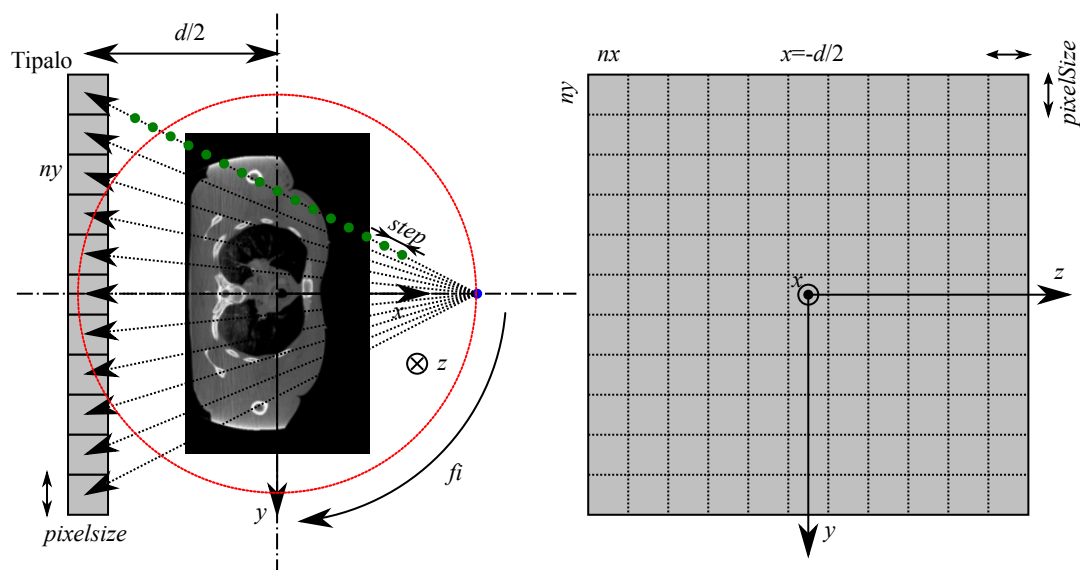 d/2
Tipalo
ny
step
x
z
fi
y
pixelsize
nx
x=-d/2
pixelSize
ny
x
z
y